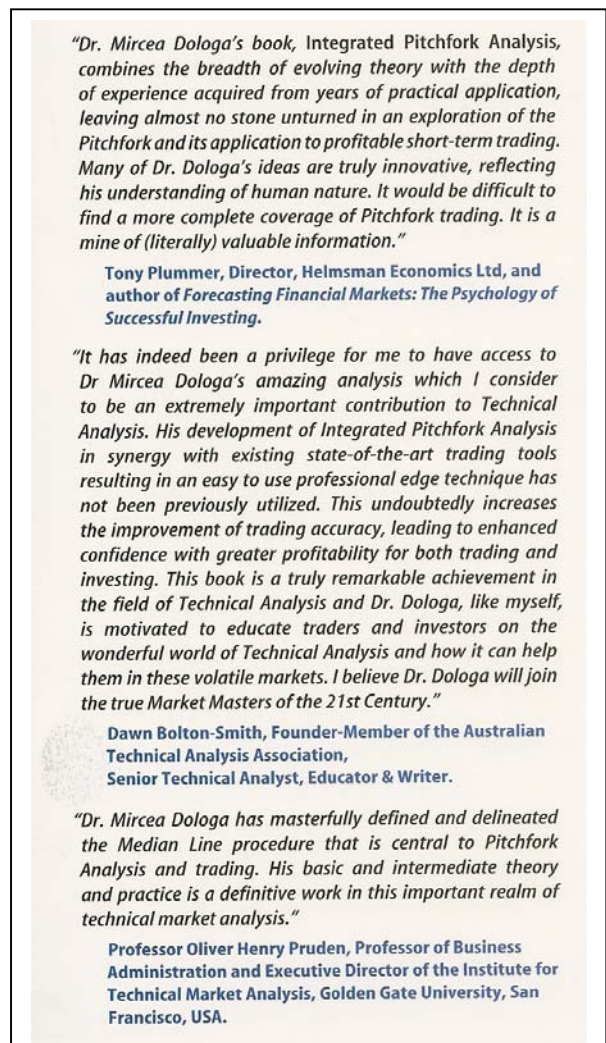 “Dr. Mircea Dologa’s book, Integrated Pitchfork Analysis,
combines the breadth of evolving theory with the depth
of experience acquired from years of practical application,
leaving almost no stone unturned in an exploration of the
Pitchfork and its application to profitable short-term trading.
Many of Dr. Dologa’s ideas are truly innovative, reflecting
his understanding of human nature. It would be difficult to
find a more complete coverage of Pitchfork trading. It is a
mine of (literally) valuable information.”
Tony Plummer, Director, Helmsman Economics Ltd, and
author of Forecasting Financial Markets: The Psychology of
Successful Investing.
“It has indeed been a privilege for me to have access to
Dr Mircea Dologa’s amazing analysis which I consider
to be an extremely important contribution to Technical
Analysis. His development of Integrated Pitchfork Analysis
in synergy with existing state-of-the-art trading tools
resulting in an easy to use professional edge technique has
not been previously utilized. This undoubtedly increases
the improvement of trading accuracy, leading to enhanced
confidence with greater profitability for both trading and
investing. This book is a truly remarkable achievement in
the field of Technical Analysis and Dr. Dologa, like myself,
is motivated to educate traders and investors on the
wonderful world of Technical Analysis and how it can help
them in these volatile markets. I believe Dr. Dologa will join
the true Market Masters of the 21st Century.”
Dawn Bolton-Smith, Founder-Member of the Australian
Technical Analysis Association,
Senior Technical Analyst, Educator & Writer.
“Dr. Mircea Dologa has masterfully defined and delineated
the Median Line procedure that is central to Pitchfork
Analysis and trading. His basic and intermediate theory
and practice is a definitive work in this important realm of
technical market analysis.”
Professor Oliver Henry Pruden, Professor of Business
Administration and Executive Director of the Institute for
Technical Market Analysis, Golden Gate University, San
Francisco, USA.